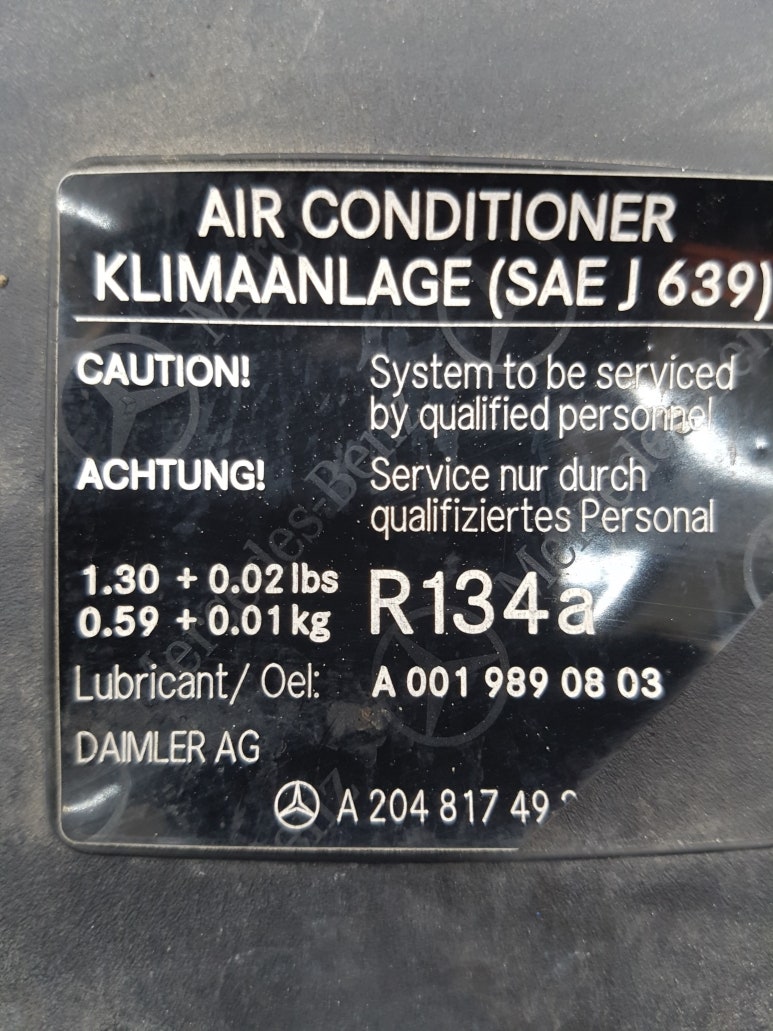 AIR CONDITIONER
KLIMAANLAGE (SAE J 639)
CAUTION! System to be serviced
by qualified personnel
ACHTUNG! Service nur durch
qualifiziertes Personal
1.30 + 0.02 lbs
0.59 + 0.01 kg
R134a
Lubricant/ Oel: A 001 989 08 03
DAIMLER AG
A 204 817 49
Mercedes-Benz